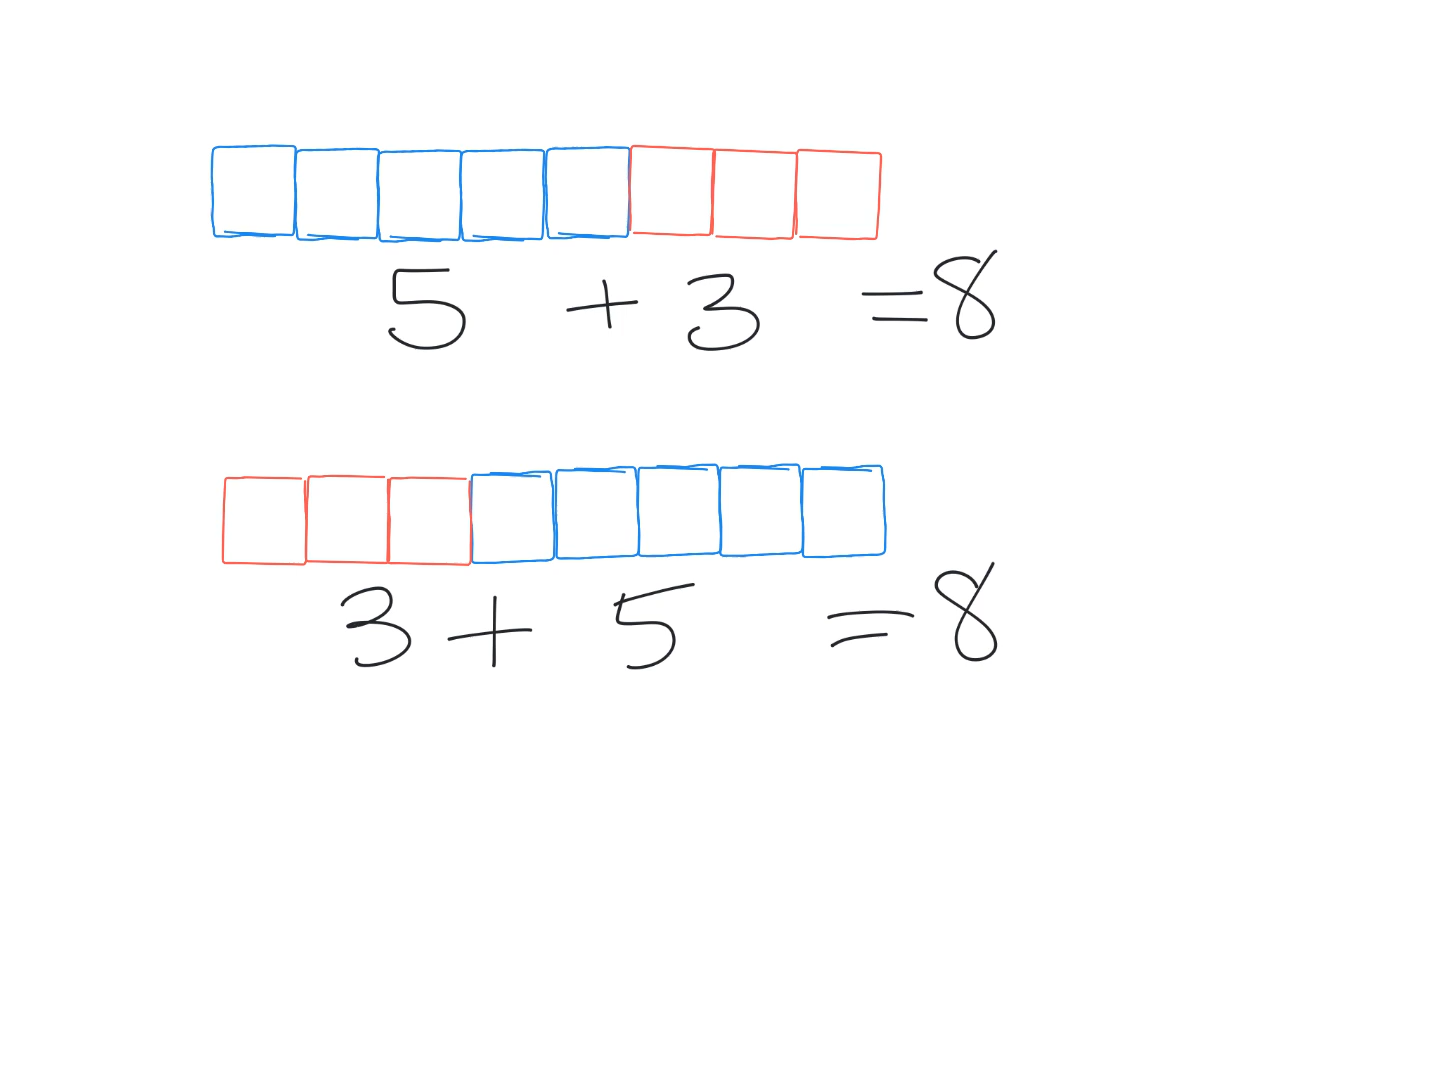 5 + 3 = 8
3 + 5 = 8